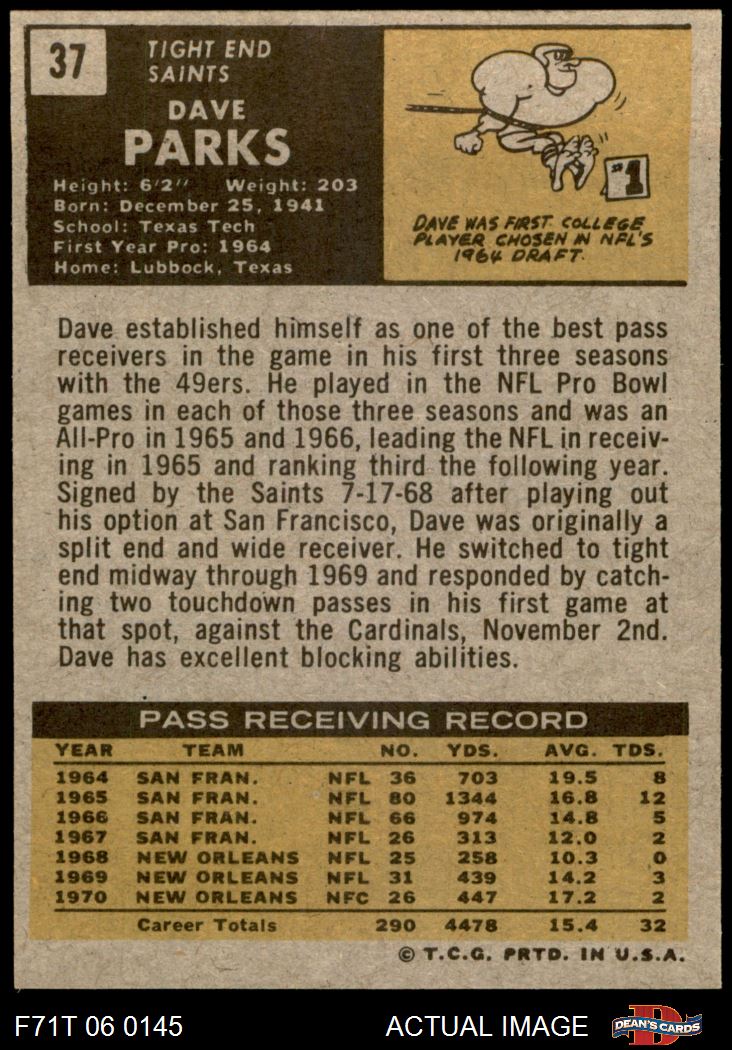 37
TIGHT END
SAINTS
DAVE
PARKS
Height: 6'2" Weight: 203
Born: December 25, 1941
School: Texas Tech
First Year Pro: 1964
Home: Lubbock, Texas
#1
DAVE WAS FIRST COLLEGE
PLAYER CHOSEN IN NFL'S
1964 DRAFT.
Dave established himself as one of the best pass
receivers in the game in his first three seasons
with the 49ers. He played in the NFL Pro Bowl
games in each of those three seasons and was an
All-Pro in 1965 and 1966, leading the NFL in receiv-
ing in 1965 and ranking third the following year.
Signed by the Saints 7-17-68 after playing out
his option at San Francisco, Dave was originally a
split end and wide receiver. He switched to tight
end midway through 1969 and responded by catch-
ing two touchdown passes in his first game at
that spot, against the Cardinals, November 2nd.
Dave has excellent blocking abilities.
PASS RECEIVING RECORD
YEAR TEAM NO. YDS. AVG. TDS.
1964 SAN FRAN. NFL 36 703 19.5 8
1965 SAN FRAN. NFL 80 1344 16.8 12
1966 SAN FRAN. NFL 66 974 14.8 5
1967 SAN FRAN. NFL 26 313 12.0 2
1968 NEW ORLEANS NFL 25 258 10.3 0
1969 NEW ORLEANS NFL 31 439 14.2 3
1970 NEW ORLEANS NFC 26 447 17.2 2
Career Totals 290 4478 15.4 32
© T.C.G. PRTD. IN U.S.A.
F71T 06 0145 ACTUAL IMAGE
D
DEAN'S CARDS